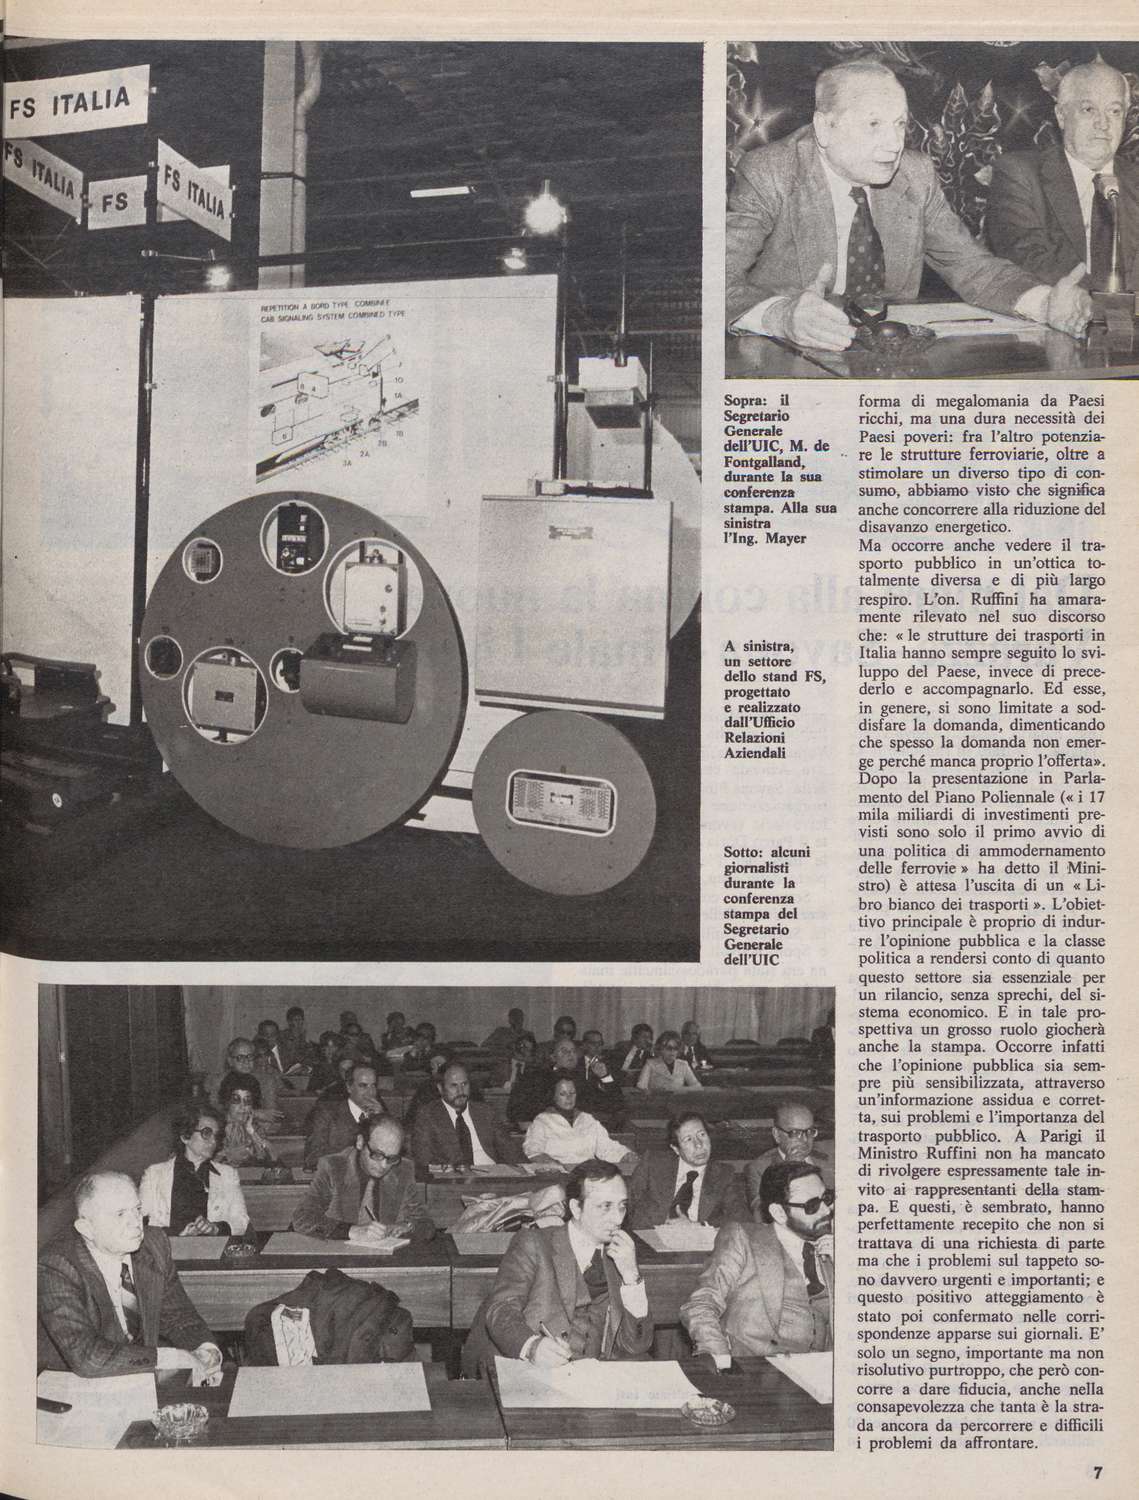 FS ITALIA
FS ITALIA
FS
FS ITALIA
REPETITION A BORD TYPE COMBINEE
CAB SIGNALING SYSTEM COMBINED TYPE
Sopra: il
Segretario
Generale
dell'UIC, M. de
Fontgalland,
durante la sua
conferenza
stampa. Alla sua
sinistra
l'Ing. Mayer
A sinistra,
un settore
dello stand FS,
progettato
e realizzato
dall'Ufficio
Relazioni
Aziendali
Sotto: alcuni
giornalisti
durante la
conferenza
stampa del
Segretario
Generale
dell'UIC
forma di megalomania da Paesi
ricchi, ma una dura necessità dei
Paesi poveri: fra l'altro potenzia-
re le strutture ferroviarie, oltre a
stimolare un diverso tipo di con-
sumo, abbiamo visto che significa
anche concorrere alla riduzione del
disavanzo energetico.
Ma occorre anche vedere il tra-
sporto pubblico in un'ottica to-
talmente diversa e di più largo
respiro. L'on. Ruffini ha amara-
mente rilevato nel suo discorso
che: « le strutture dei trasporti in
Italia hanno sempre seguito lo svi-
luppo del Paese, invece di prece-
derlo e accompagnarlo. Ed esse,
in genere, si sono limitate a sod-
disfare la domanda, dimenticando
che spesso la domanda non emer-
ge perché manca proprio l'offerta».
Dopo la presentazione in Parla-
mento del Piano Poliennale (« i 17
mila miliardi di investimenti pre-
visti sono solo il primo avvio di
una politica di ammodernamento
delle ferrovie » ha detto il Mini-
stro) è attesa l'uscita di un « Li-
bro bianco dei trasporti ». L'obiet-
tivo principale è proprio di indur-
re l'opinione pubblica e la classe
politica a rendersi conto di quanto
questo settore sia essenziale per
un rilancio, senza sprechi, del si-
stema economico. E in tale pro-
spettiva un grosso ruolo giocherà
anche la stampa. Occorre infatti
che l'opinione pubblica sia sem-
pre più sensibilizzata, attraverso
un'informazione assidua e corret-
ta, sui problemi e l'importanza del
trasporto pubblico. A Parigi il
Ministro Ruffini non ha mancato
di rivolgere espressamente tale in-
vito ai rappresentanti della stam-
pa. E questi, è sembrato, hanno
perfettamente recepito che non si
trattava di una richiesta di parte
ma che i problemi sul tappeto so-
no davvero urgenti e importanti; e
questo positivo atteggiamento è
stato poi confermato nelle corri-
spondenze apparse sui giornali. E'
solo un segno, importante ma non
risolutivo purtroppo, che però con-
corre a dare fiducia, anche nella
consapevolezza che tanta è la stra-
da ancora da percorrere e difficili
i problemi da affrontare.
7